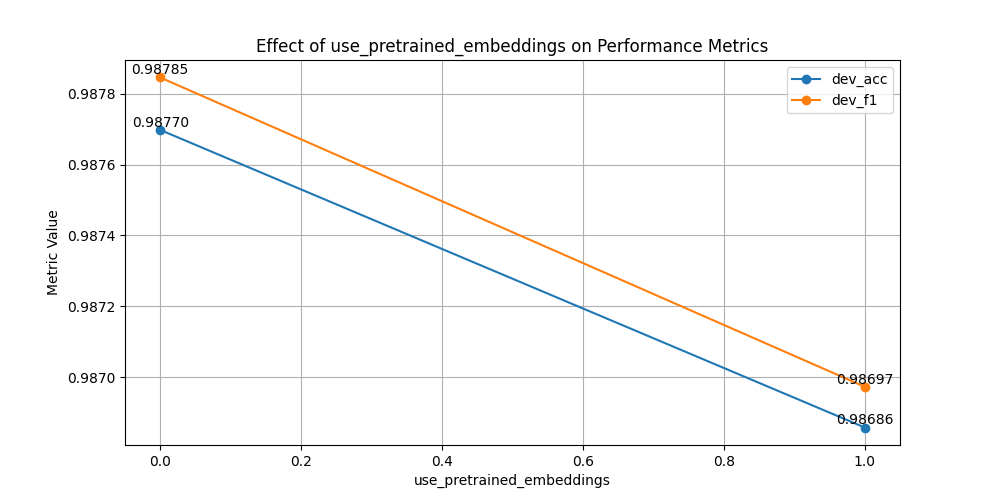 Effect of use_pretrained_embeddings on Performance Metrics
dev_acc
dev_f1
0.98785
0.98770
0.98697
0.98686
Metric Value
0.9878
0.9876
0.9874
0.9872
0.9870
0.0 0.2 0.4 0.6 0.8 1.0
use_pretrained_embeddings